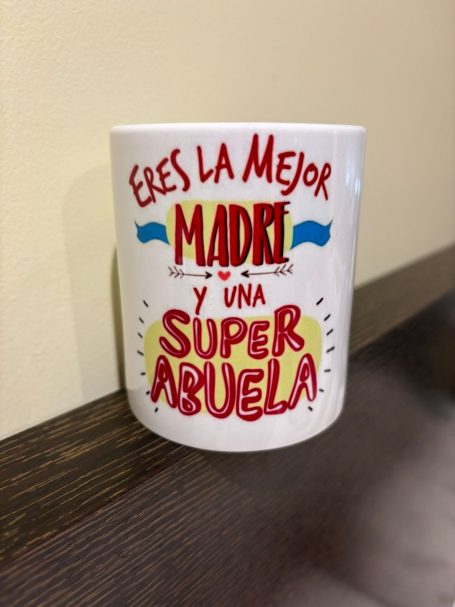 ERES LA MEJOR
MADRE
Y UNA
SUPER
ABUELA